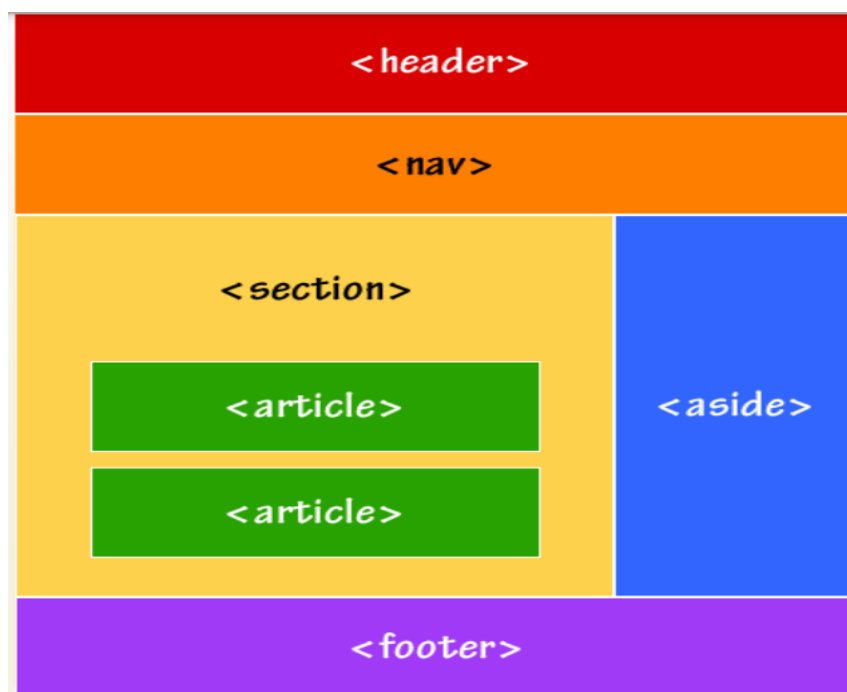 <header>
<nav>
<section>
<article>
<aside>
<article>
<footer>